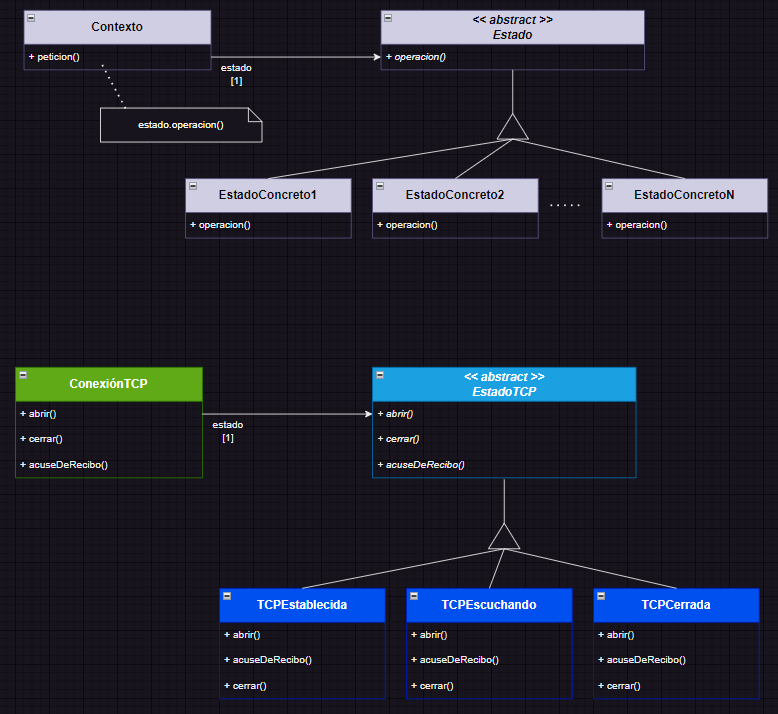 Contexto
+ peticion()
estado
[1]
<< abstract >>
Estado
+ operacion()
estado.operacion()
EstadoConcreto1
+ operacion()
EstadoConcreto2
+ operacion()
.....
EstadoConcretoN
+ operacion()
ConexiónTCP
+ abrir()
+ cerrar()
+ acuseDeRecibo()
estado
[1]
<< abstract >>
EstadoTCP
+ abrir()
+ cerrar()
+ acuseDeRecibo()
TCPEstablecida
+ abrir()
+ acuseDeRecibo()
+ cerrar()
TCPEscuchando
+ abrir()
+ acuseDeRecibo()
+ cerrar()
TCPCerrada
+ abrir()
+ acuseDeRecibo()
+ cerrar()